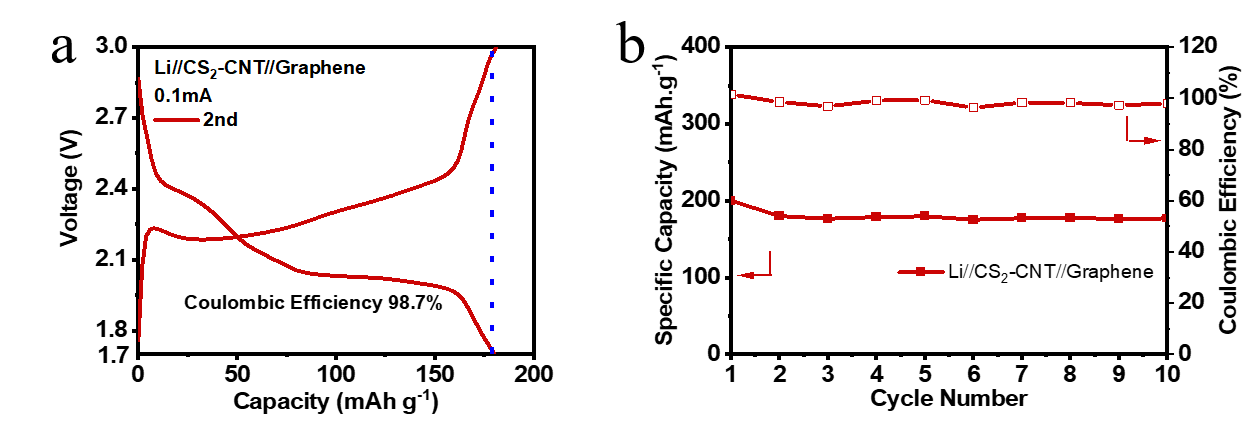 a
Li//CS2-CNT//Graphene
0.1mA
2nd
Coulombic Efficiency 98.7%
Voltage (V)
3.0
2.7
2.4
2.1
1.8
1.7
0 50 100 150 200
Capacity (mAh g-1)
b
Specific Capacity (mAh.g-1)
400
300
200
100
0
Li//CS2-CNT//Graphene
120
100
80
60
40
20
0
Coulombic Efficiency (%)
1 2 3 4 5 6 7 8 9 10
Cycle Number